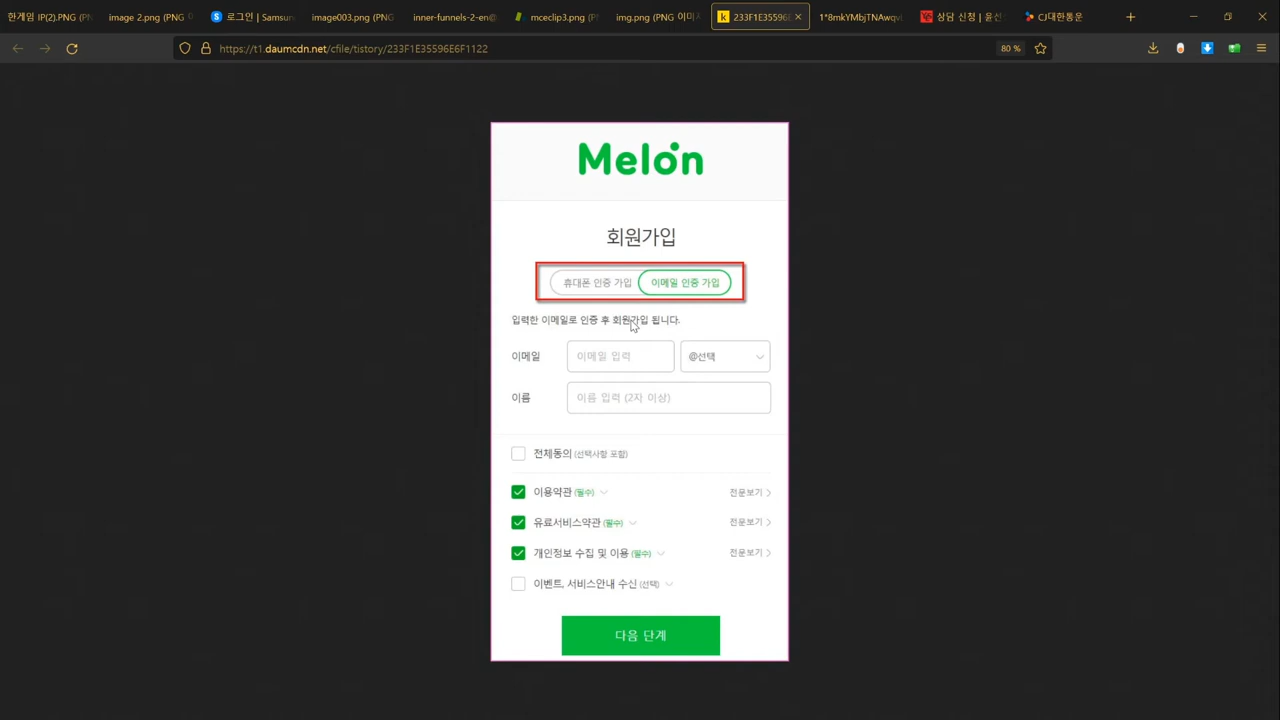 한게임 IP(2).PNG (PN
image 2.png (PNG
로그인 | Samsun
image003.png (PNG
inner-funnels-2-en@
mceclip3.png (P
img.png (PNG 이미
233F1E35596E6
1*8mkYMbjTNAwqv
상담 신청 | 윤선
CJ대한통운
https://t1.daumcdn.net/cfile/tistory/233F1E35596E6F1122
80 %
Melon
회원가입
휴대폰 인증 가입
이메일 인증 가입
입력한 이메일로 인증 후 회원가입 됩니다.
이메일
이메일 입력
@선택
이름
이름 입력 (2자 이상)
전체동의 (선택사항 포함)
이용약관 (필수)
전문보기
유료서비스약관 (필수)
전문보기
개인정보 수집 및 이용 (필수)
전문보기
이벤트, 서비스안내 수신 (선택)
다음 단계